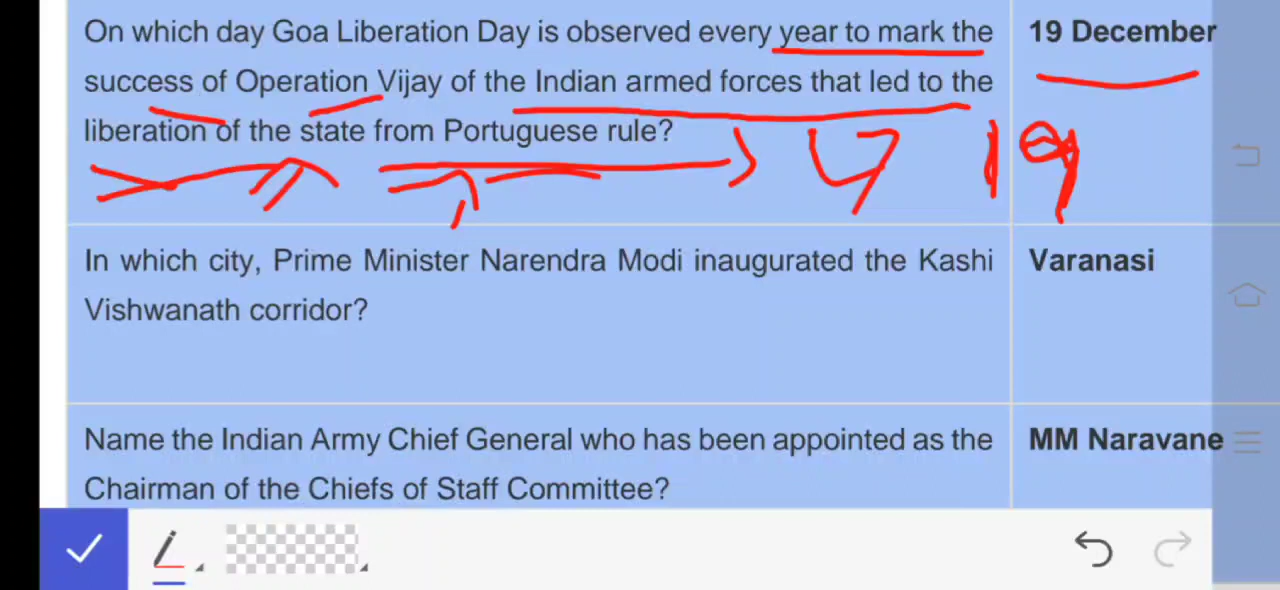 On which day Goa Liberation Day is observed every year to mark the
success of Operation Vijay of the Indian armed forces that led to the
liberation of the state from Portuguese rule?
19 December
19
In which city, Prime Minister Narendra Modi inaugurated the Kashi
Vishwanath corridor?
Varanasi
Name the Indian Army Chief General who has been appointed as the
Chairman of the Chiefs of Staff Committee?
MM Naravane